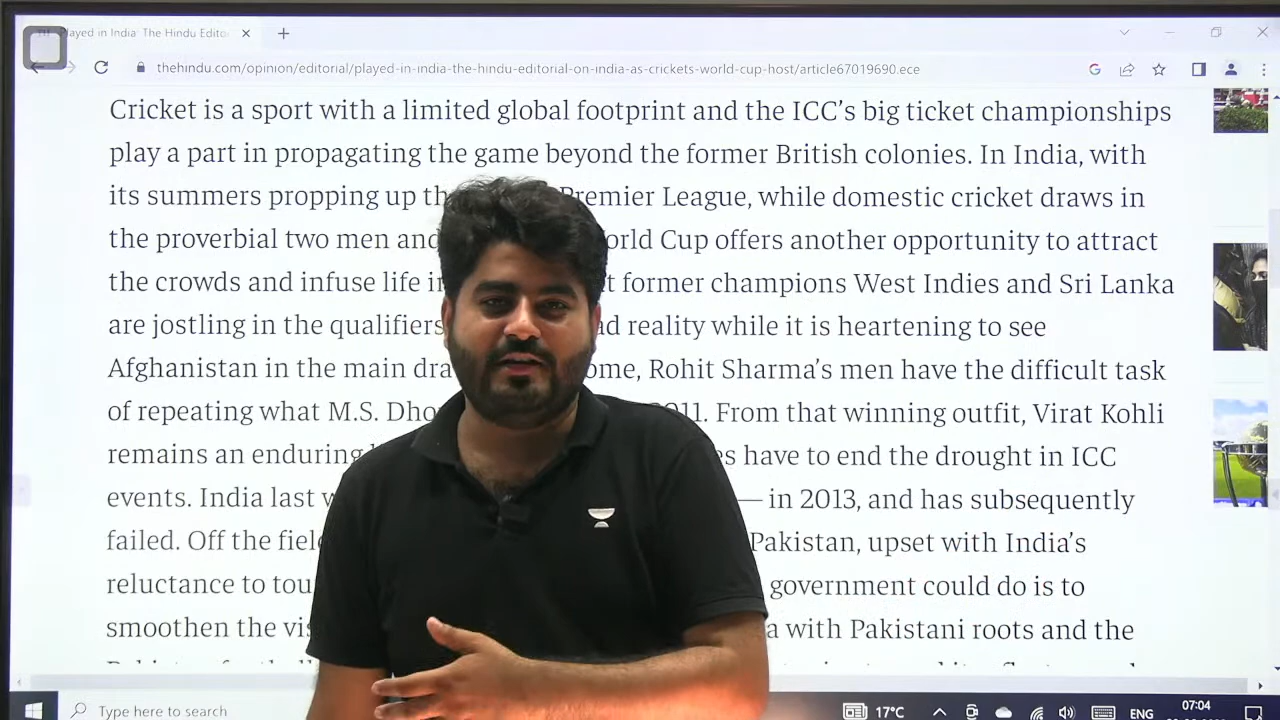 ayed in India: The Hindu Edito
thehindu.com/opinion/editorial/played-in-india-the-hindu-editorial-on-india-as-crickets-world-cup-host/article67019690.ece
Cricket is a sport with a limited global footprint and the ICC's big ticket championships
play a part in propagating the game beyond the former British colonies. In India, with
its summers propping up th Premier League, while domestic cricket draws in
the proverbial two men and orld Cup offers another opportunity to attract
the crowds and infuse life in t former champions West Indies and Sri Lanka
are jostling in the qualifiers d reality while it is heartening to see
Afghanistan in the main dra ome, Rohit Sharma's men have the difficult task
of repeating what M.S. Dho 2011. From that winning outfit, Virat Kohli
remains an enduring es have to end the drought in ICC
events. India last w — in 2013, and has subsequently
failed. Off the field Pakistan, upset with India's
reluctance to tou government could do is to
smoothen the vis a with Pakistani roots and the
Type here to search
17°C
ENG
07:04